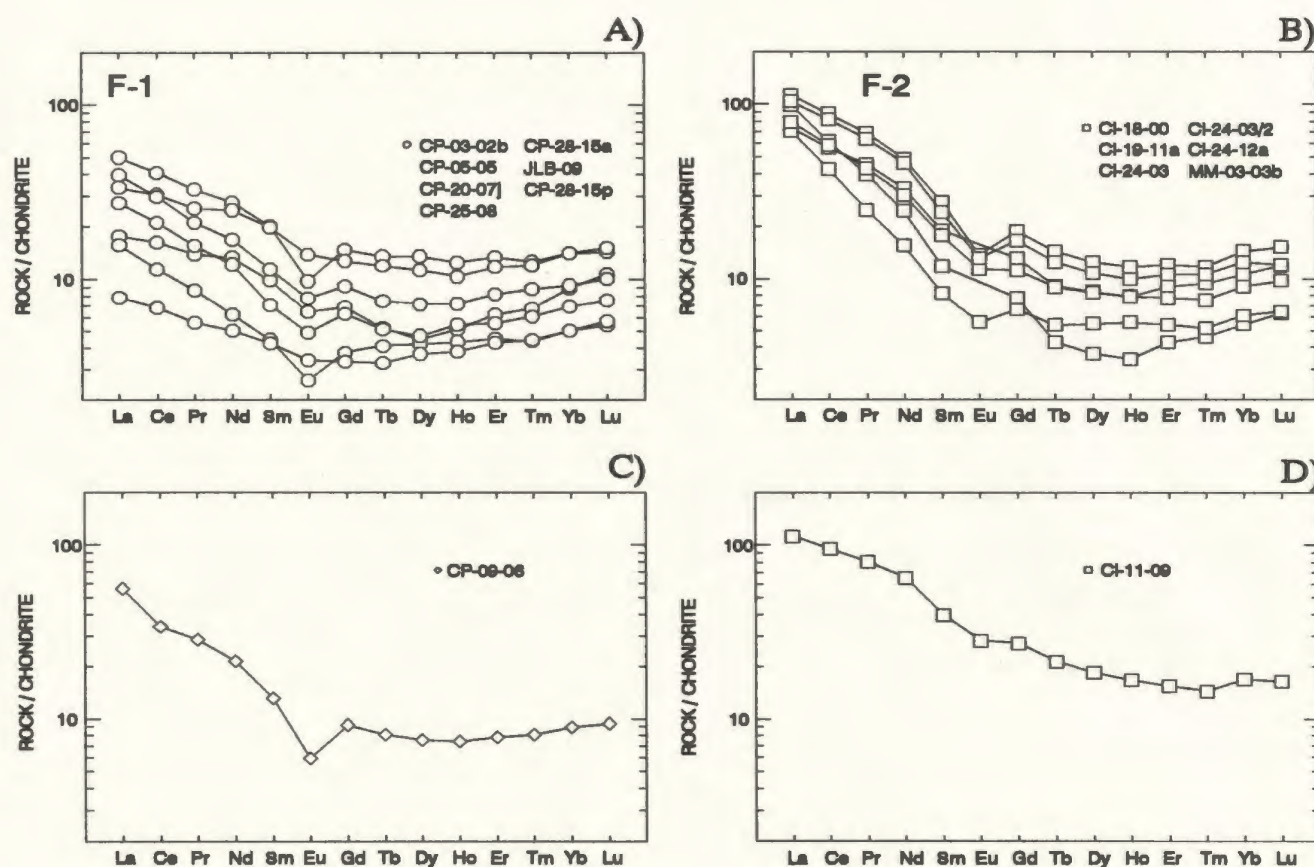 A)
F-1
100
10
ROCK / CHONDRITE
CP-03-02b CP-28-15a
CP-05-05 JLB-09
CP-20-07j CP-28-15p
CP-25-08
La Ce Pr Nd Sm Eu Gd Tb Dy Ho Er Tm Yb Lu
B)
F-2
100
10
ROCK / CHONDRITE
CI-18-00 CI-24-03/2
CI-19-11a CI-24-12a
CI-24-03 MM-03-03b
La Ce Pr Nd Sm Eu Gd Tb Dy Ho Er Tm Yb Lu
C)
100
10
ROCK / CHONDRITE
CP-09-06
La Ce Pr Nd Sm Eu Gd Tb Dy Ho Er Tm Yb Lu
D)
100
10
ROCK / CHONDRITE
CI-11-09
La Ce Pr Nd Sm Eu Gd Tb Dy Ho Er Tm Yb Lu